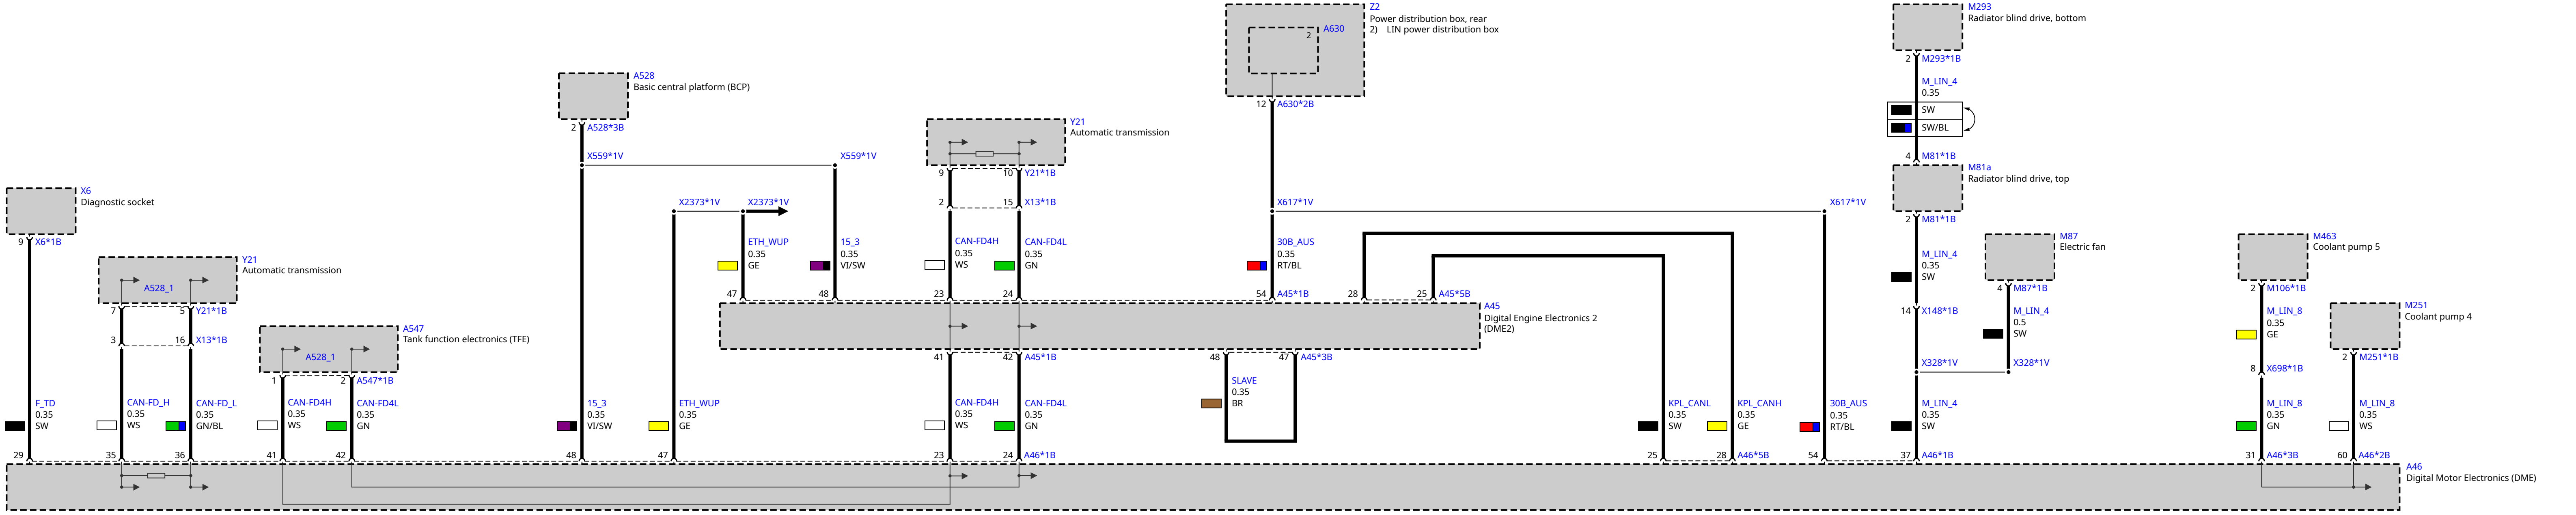 Z2
Power distribution box, rear
2) LIN power distribution box
2
A630
12
A630*2B
M293
Radiator blind drive, bottom
2
M293*1B
M_LIN_4
0.35
SW
SW/BL
4
M81*1B
M81a
Radiator blind drive, top
2
M81*1B
M_LIN_4
0.35
SW
14
X148*1B
X328*1V
X328*1V
M87
Electric fan
4
M87*1B
M_LIN_4
0.5
SW
M463
Coolant pump 5
2
M106*1B
M_LIN_8
0.35
GE
8
X698*1B
M251
Coolant pump 4
2
M251*1B
A528
Basic central platform (BCP)
2
A528*3B
X559*1V
X559*1V
Y21
Automatic transmission
9
10
Y21*1B
2
15
X13*1B
X2373*1V
X2373*1V
X617*1V
X617*1V
X6
Diagnostic socket
9
X6*1B
Y21
Automatic transmission
A528_1
7
5
Y21*1B
3
16
X13*1B
A547
Tank function electronics (TFE)
A528_1
1
2
A547*1B
ETH_WUP
0.35
GE
15_3
0.35
VI/SW
CAN-FD4H
0.35
WS
CAN-FD4L
0.35
GN
30B_AUS
0.35
RT/BL
47
48
23
24
54
A45*1B
28
25
A45*5B
A45
Digital Engine Electronics 2
(DME2)
41
42
A45*1B
48
47
A45*3B
SLAVE
0.35
BR
F_TD
0.35
SW
CAN-FD_H
0.35
WS
CAN-FD_L
0.35
GN/BL
CAN-FD4H
0.35
WS
CAN-FD4L
0.35
GN
15_3
0.35
VI/SW
ETH_WUP
0.35
GE
CAN-FD4H
0.35
WS
CAN-FD4L
0.35
GN
KPL_CANL
0.35
SW
KPL_CANH
0.35
GE
30B_AUS
0.35
RT/BL
M_LIN_4
0.35
SW
M_LIN_8
0.35
GN
M_LIN_8
0.35
WS
29
35
36
41
42
48
47
23
24
A46*1B
25
28
A46*5B
54
37
A46*1B
31
A46*3B
60
A46*2B
A46
Digital Motor Electronics (DME)